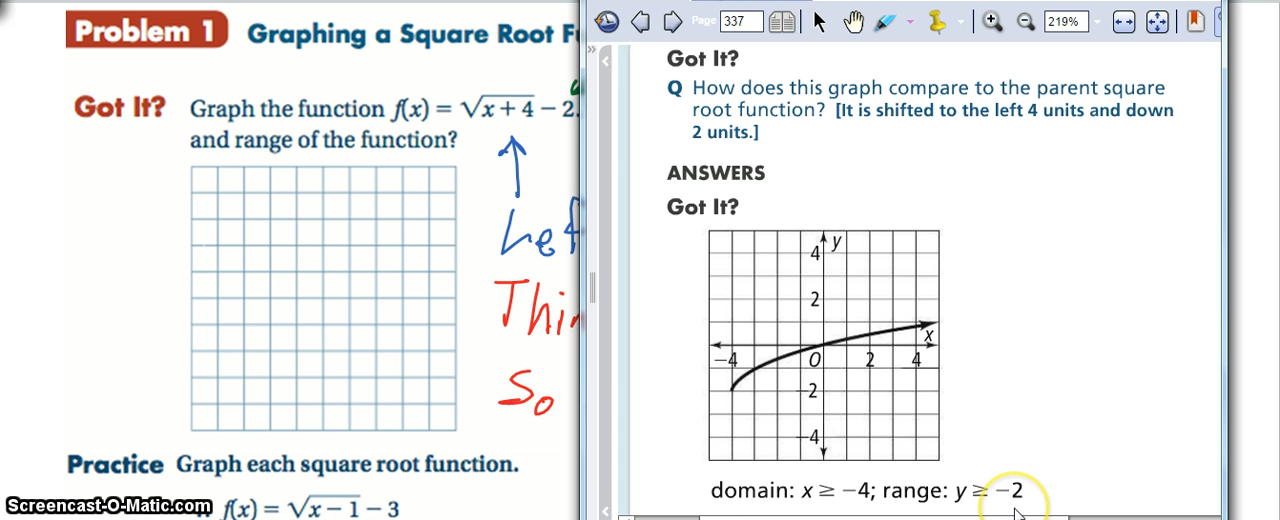 Problem 1 Graphing a Square Root
Got It? Graph the function f(x) = √x + 4 − 2.
and range of the function?
Lef
Thi
So
Practice Graph each square root function.
f(x) = √x − 1 − 3
Screencast-O-Matic.com
Page 337
219%
Got It?
Q How does this graph compare to the parent square
root function? [It is shifted to the left 4 units and down
2 units.]
ANSWERS
Got It?
4 y
2
x
−4 O 2 4
−2
−4
domain: x ≥ −4; range: y ≥ −2